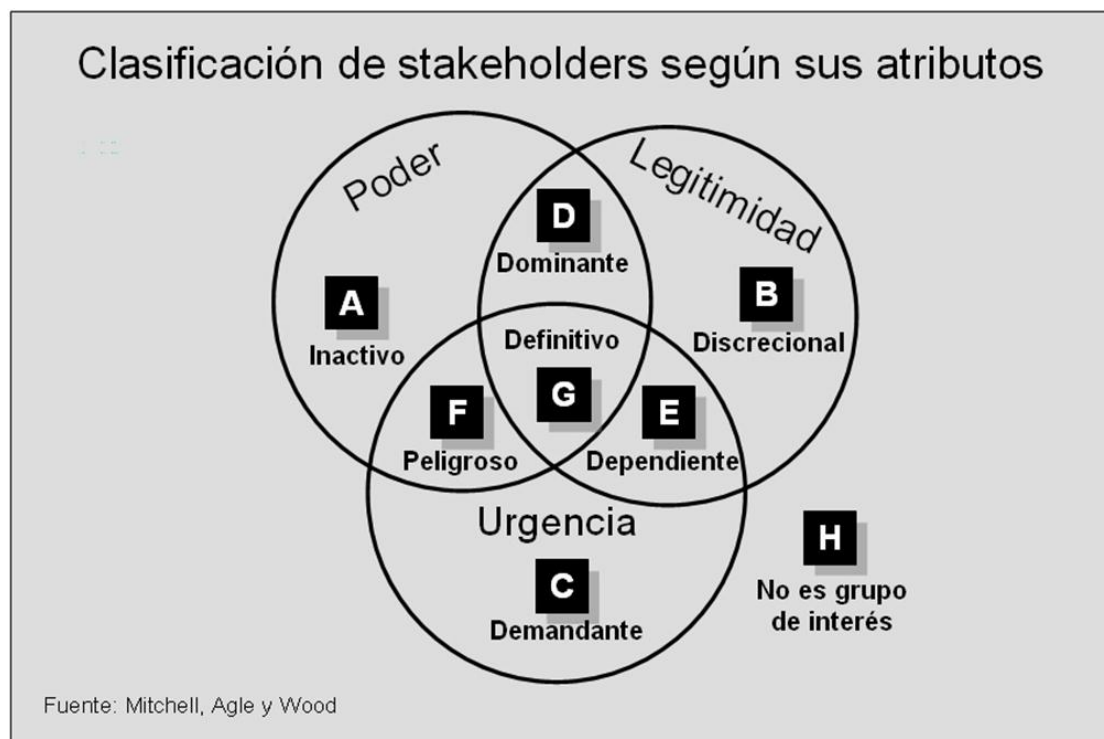 Clasificación de stakeholders según sus atributos
Poder
Legitimidad
D
Dominante
A
Inactivo
B
Discrecional
Definitivo
G
F
Peligroso
E
Dependiente
Urgencia
C
Demandante
H
No es grupo
de interés
Fuente: Mitchell, Agle y Wood